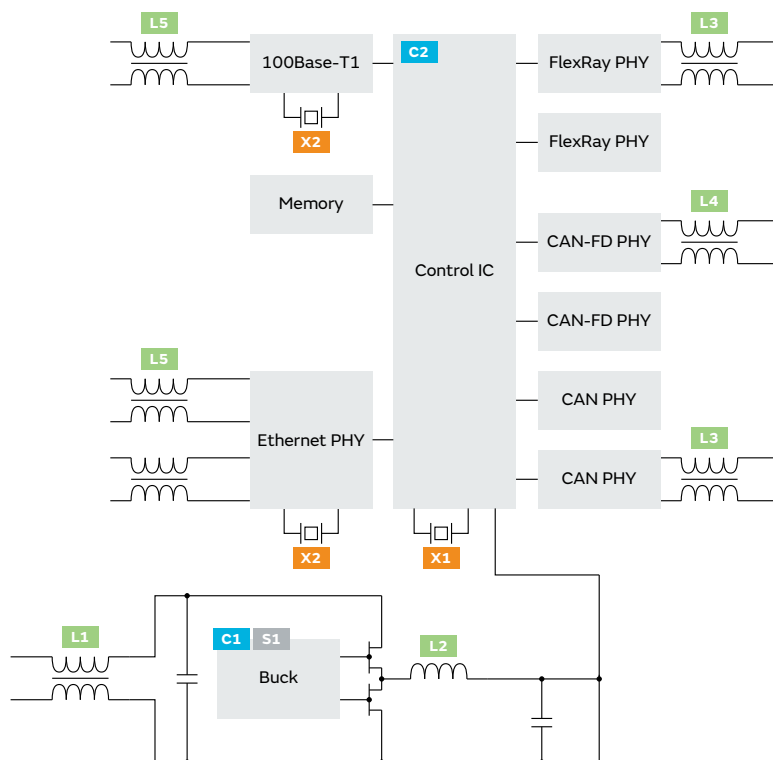 L5
L3
C2
100Base-T1
FlexRay PHY
X2
FlexRay PHY
Memory
L4
CAN-FD PHY
Control IC
CAN-FD PHY
L5
CAN PHY
Ethernet PHY
L3
CAN PHY
X2
X1
L1
C1
S1
L2
Buck